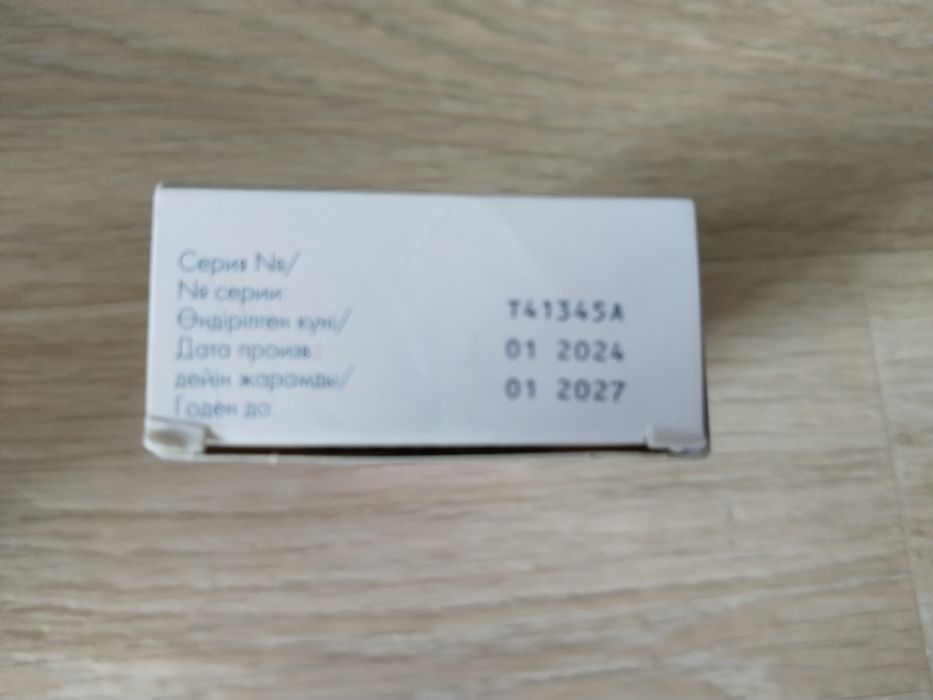 Серия №/
№ серии:
Өндірілген күні/
T41345A
Дата произв.:
01 2024
дейін жарамды/
01 2027
Годен до: